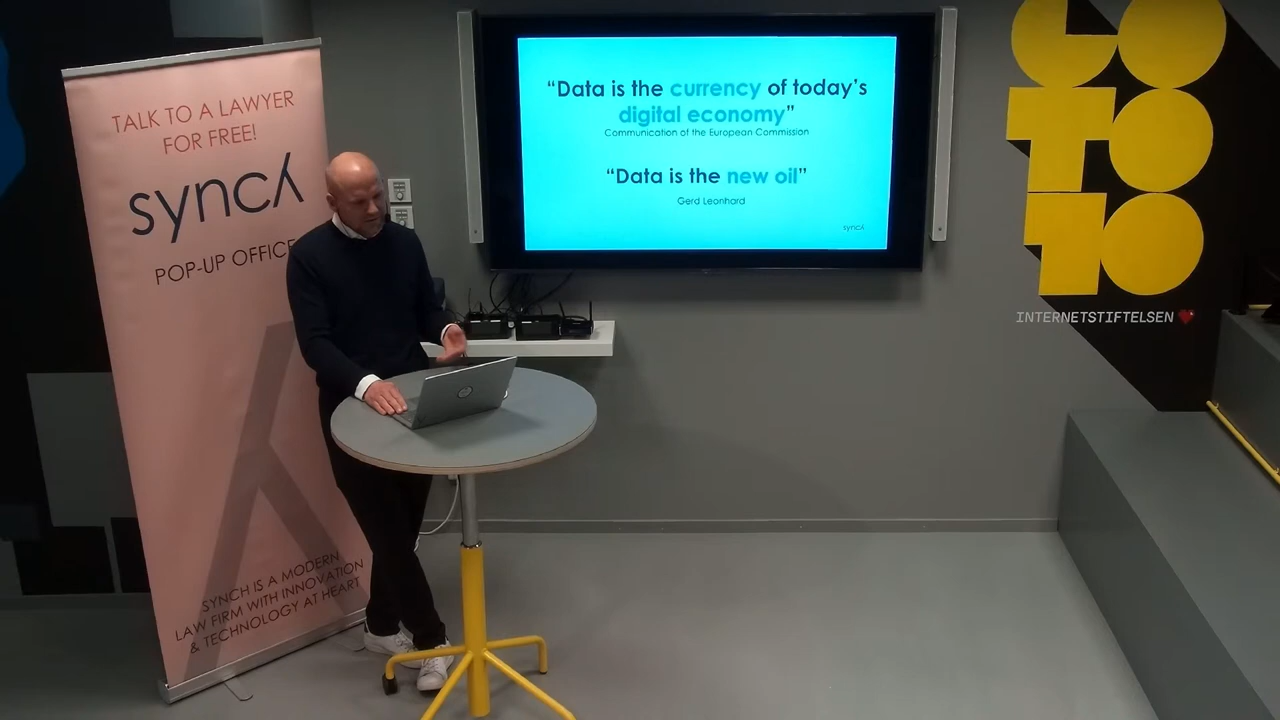 TALK TO A LAWYER
FOR FREE!
synch
POP-UP OFFICE
SYNCH IS A MODERN
LAW FIRM WITH INNOVATION
& TECHNOLOGY AT HEART
“Data is the currency of today’s
digital economy”
Communication of the European Commission
“Data is the new oil”
Gerd Leonhard
synch
INTERNETSTIFTELSEN